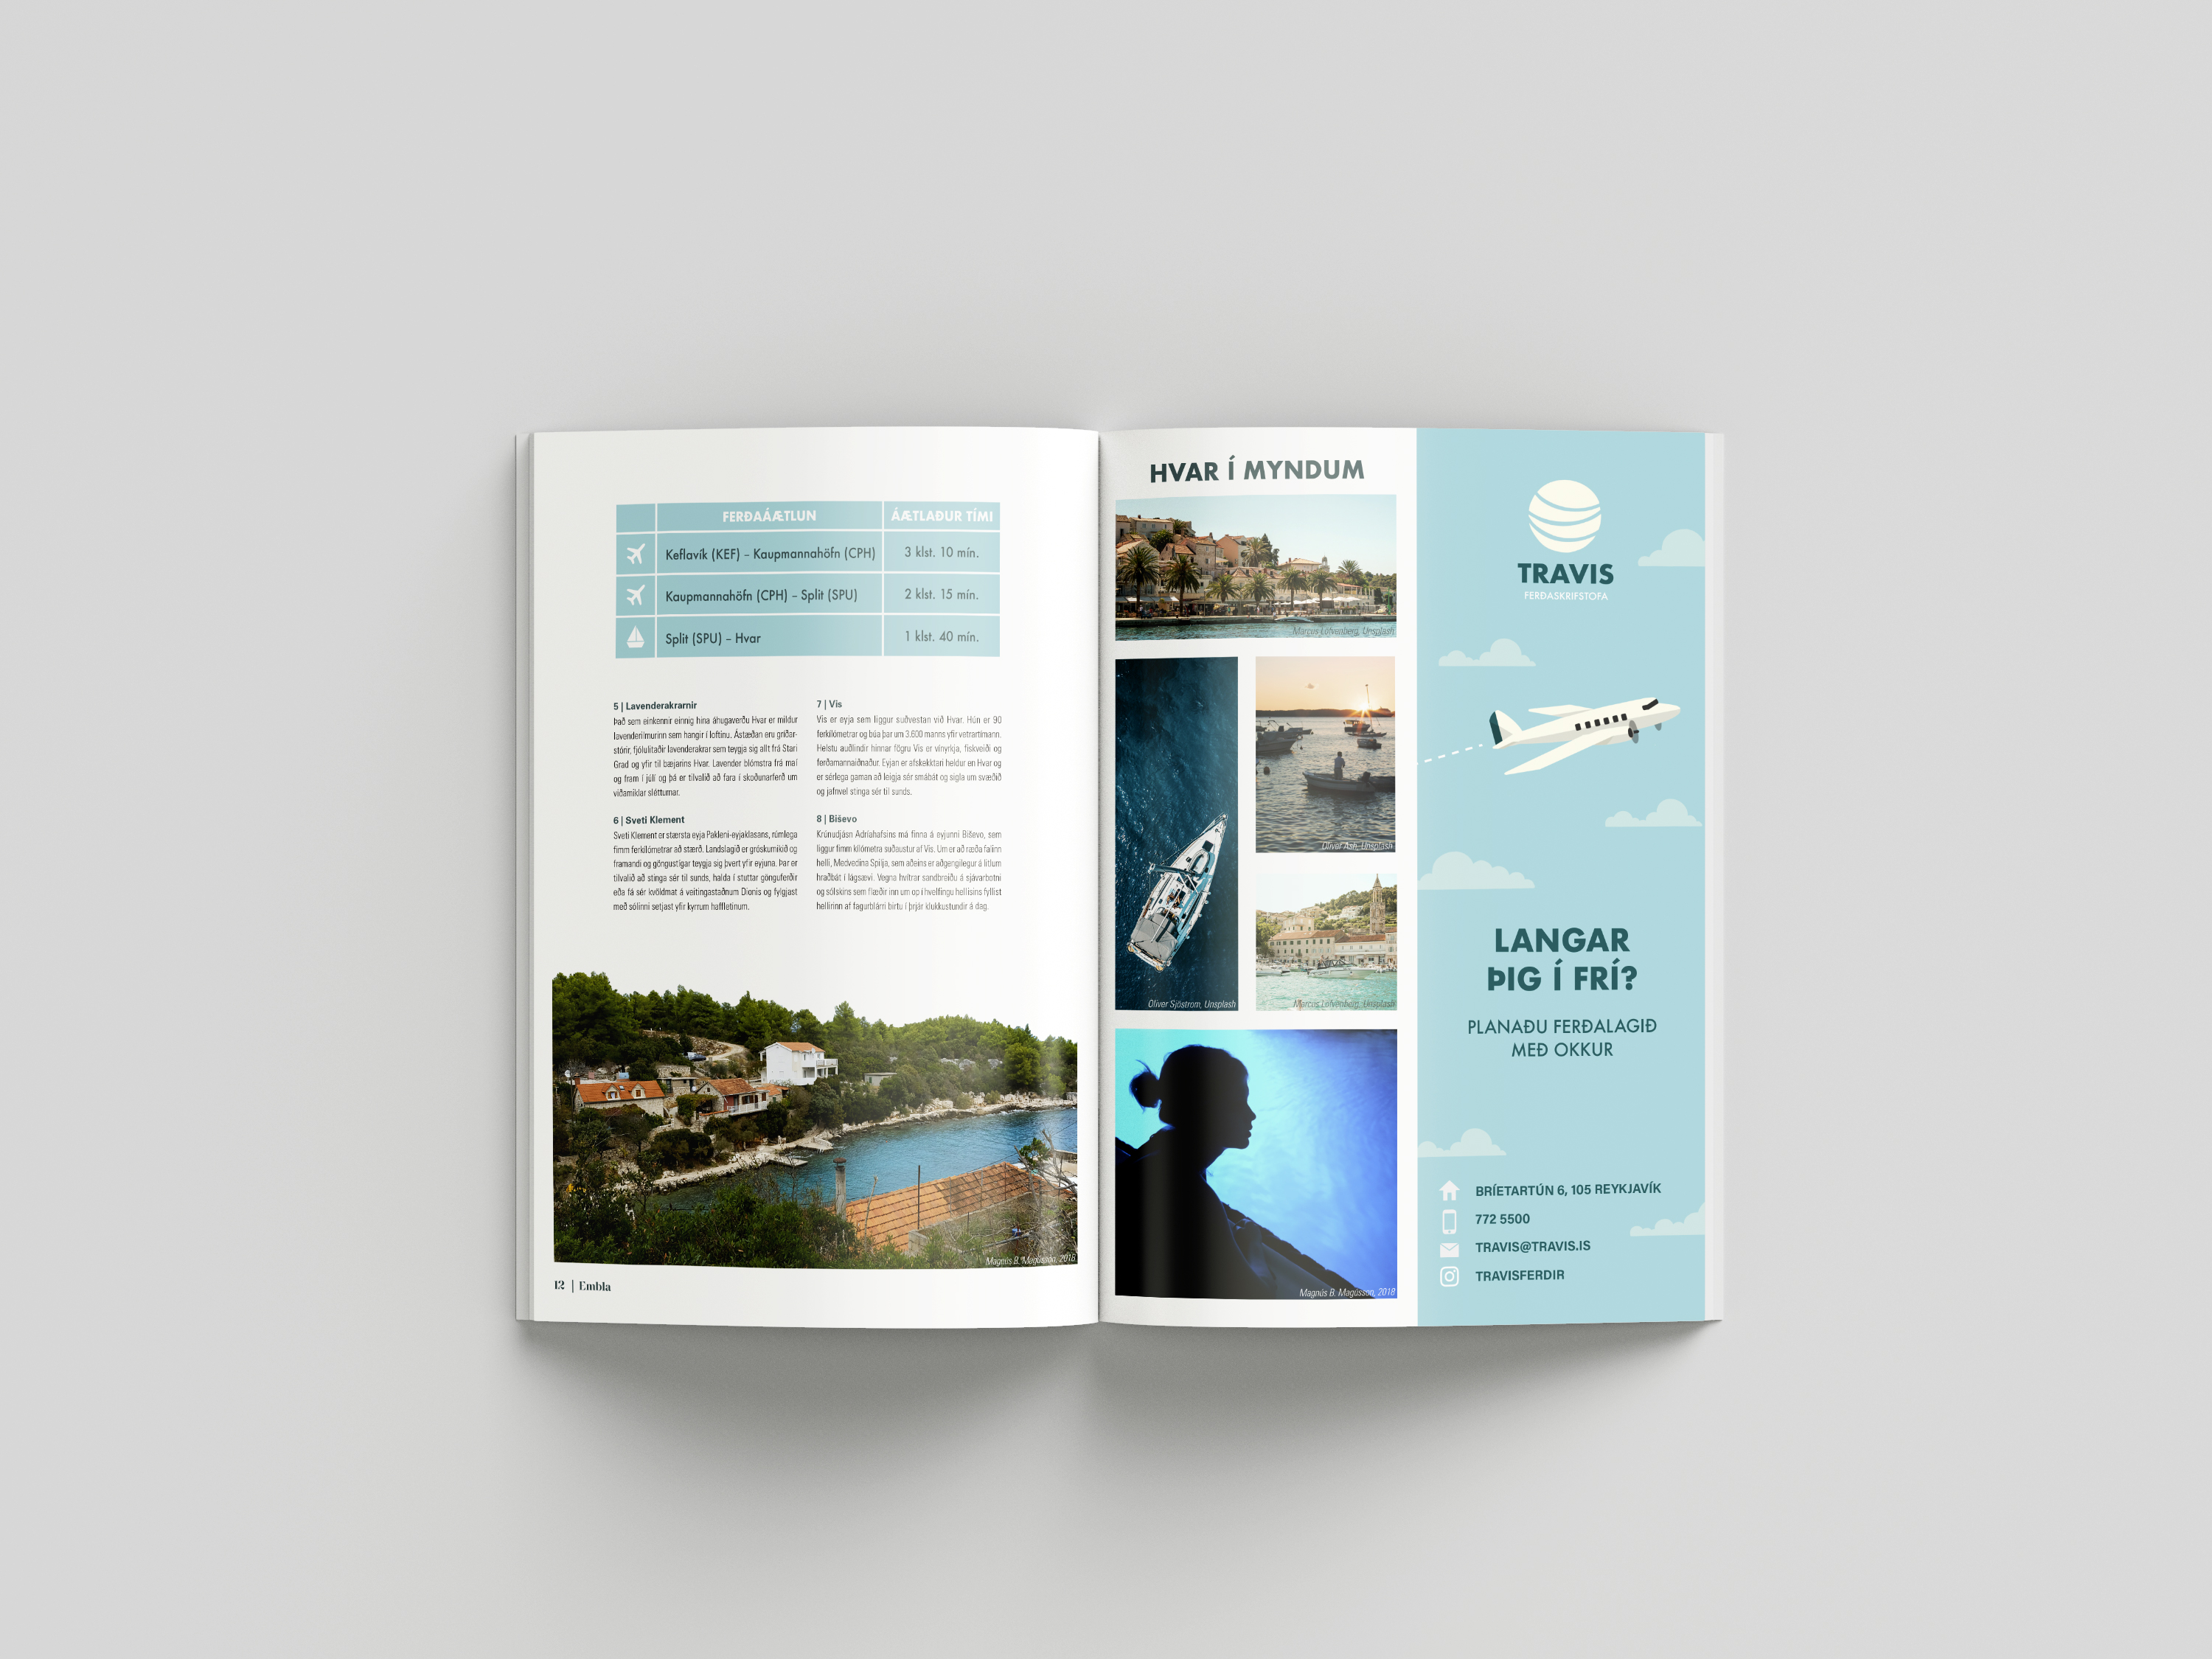 FERÐAÁÆTLUN
ÁÆTLAÐUR TÍMI
Keflavík (KEF) – Kaupmannahöfn (CPH)
3 klst. 10 mín.
Kaupmannahöfn (CPH) – Split (SPU)
2 klst. 15 mín.
Split (SPU) – Hvar
1 klst. 40 mín.
5 | Lavenderakrarnir
Það sem einkennir einnig hina áhugaverðu Hvar er mildur
lavenderilmurinn sem hangir í loftinu. Ástæðan eru gríðar-
stórir, fjólulitaðir lavenderakrar sem teygja sig allt frá Stari
Grad og yfir til bæjarins Hvar. Lavender blómstra frá maí
og fram í júlí og þá er tilvalið að fara í skoðunarferð um
víðamiklar slétturnar.
6 | Sveti Klement
Sveti Klement er stærsta eyja Pakleni-eyjaklasans, rúmlega
fimm ferkílómetrar að stærð. Landslagið er gróskumikið og
framandi og göngustígar teygja sig þvert yfir eyjuna. Þar er
tilvalið að stinga sér til sunds, halda í stuttar gönguferðir
eða fá sér kvöldmat á veitingastaðnum Dionis og fylgjast
með sólinni setjast yfir kyrrum haffletinum.
7 | Vis
Vis er eyja sem liggur suðvestan við Hvar. Hún er 90
ferkílómetrar og búa þar um 3.600 manns yfir vetrartímann.
Helstu auðlindir hinnar fögru Vis er vínyrkja, fiskveiði og
ferðamannaiðnaður. Eyjan er afskekktari heldur en Hvar og
er sérlega gaman að leigja sér smábát og sigla um svæðið
og jafnvel stinga sér til sunds.
8 | Biševo
Krúnudjásn Adríahafsins má finna á eyjunni Biševo, sem
liggur fimm kílómetra suðaustur af Vis. Um er að ræða falinn
helli, Medvedina Spilja, sem aðeins er aðgengilegur á litlum
hraðbát í lágsævi. Vegna hvítrar sandbreiðu á sjávarbotni
og sólskins sem flæðir inn um op í hvelfingu hellisins fyllist
hellirinn af fagurblárri birtu í þrjár klukkustundir á dag.
Magnús B. Magússon, 2018
12 | Embla
HVAR Í MYNDUM
Marcus Löfvenberg, Unsplash
Oliver Sjöstrom, Unsplash
Oliver Ash, Unsplash
Marcus Löfvenberg, Unsplash
Magnús B. Magússon, 2018
TRAVIS
FERÐASKRIFSTOFA
LANGAR
ÞIG Í FRÍ?
PLANAÐU FERÐALAGIÐ
MEÐ OKKUR
BRÍETARTÚN 6, 105 REYKJAVÍK
772 5500
TRAVIS@TRAVIS.IS
TRAVISFERDIR